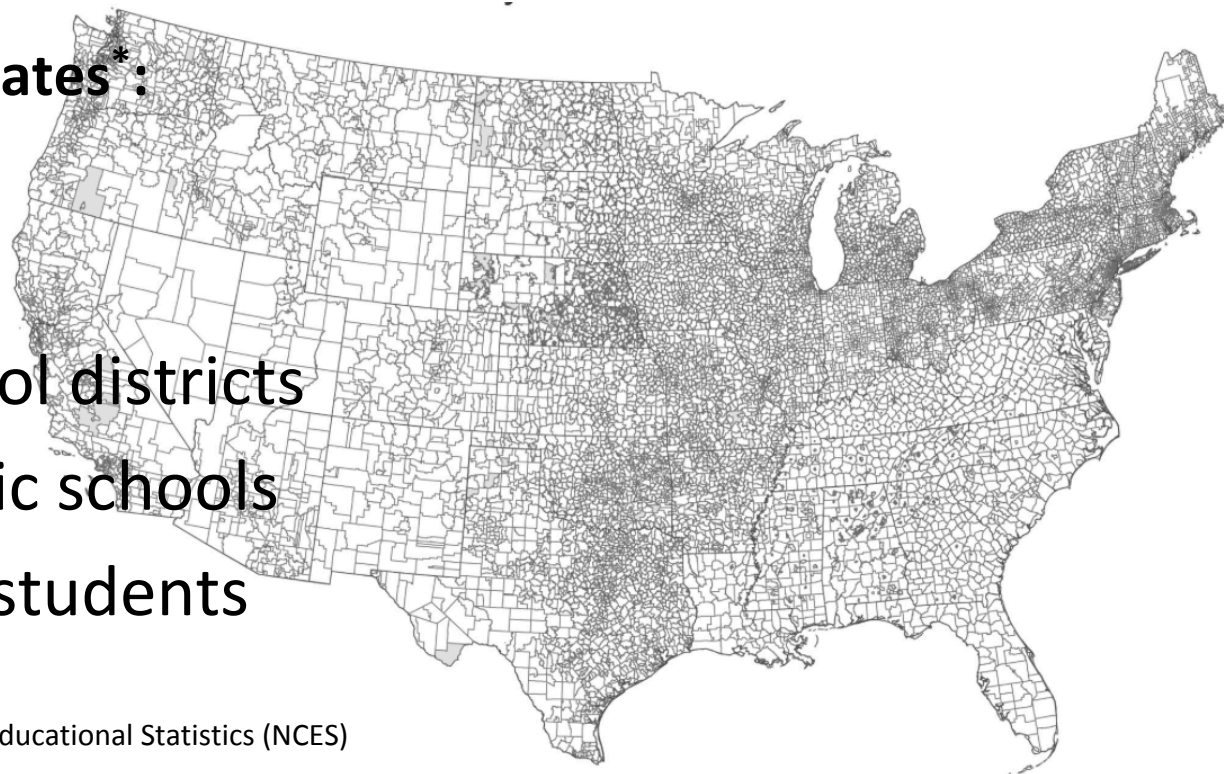 ates*:
ol districts
ic schools
students
ducational Statistics (NCES)